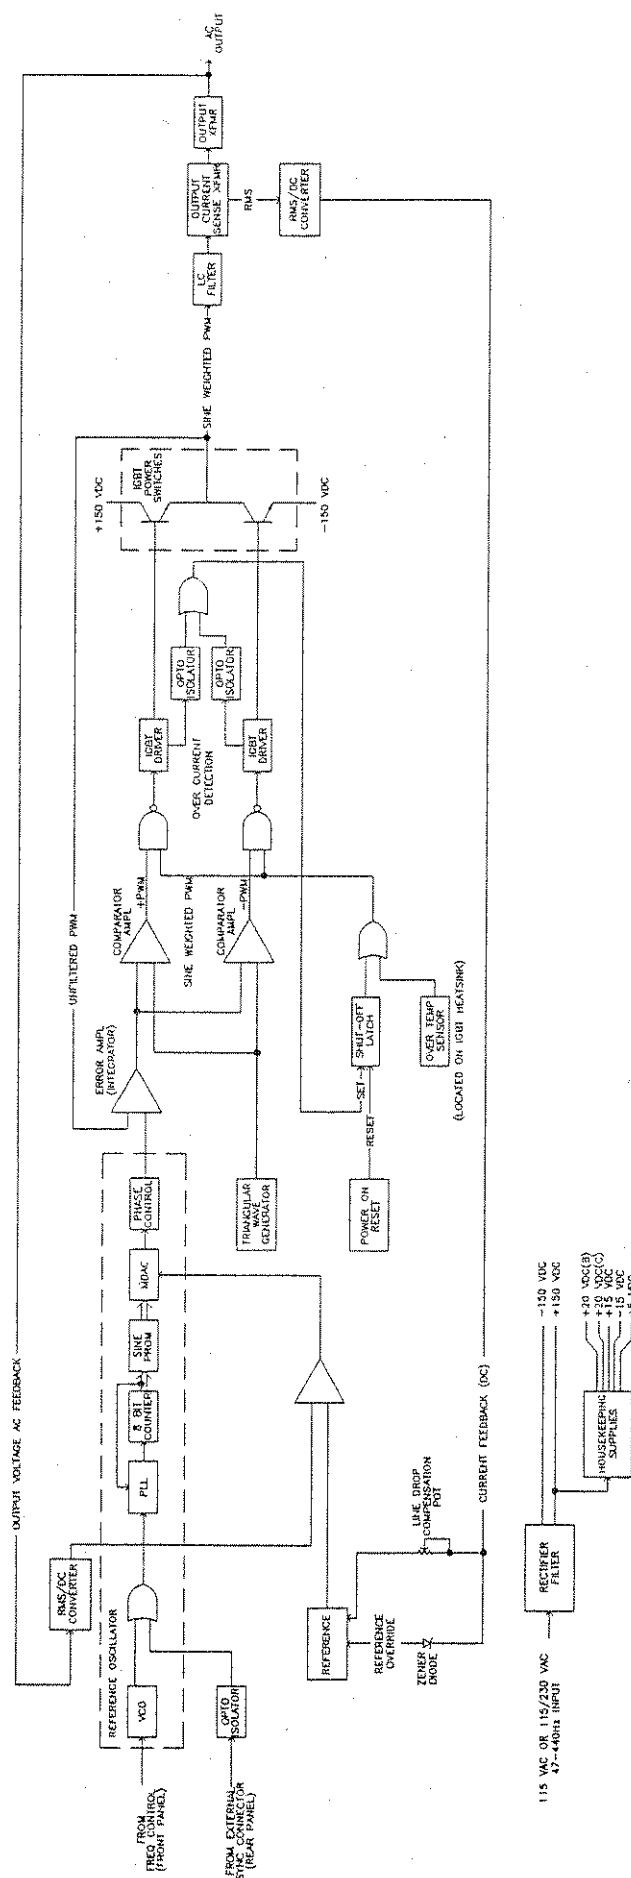 OUTPUT VOLTAGE AC FEEDBACK
AC
OUTPUT
RMS/DC
CONVERTER
REFERENCE OSCILLATOR
FROM
FREQ CONTROL
(FRONT PANEL)
VCO
PLL
8 BIT
COUNTER
SINE
PROM
MDAC
PHASE
CONTROL
FROM EXTERNAL
SYNC CONNECTOR
(REAR PANEL)
OPTO
ISOLATOR
UNFILTERED PWM
ERROR AMPL
(INTEGRATOR)
COMPARATOR
AMPL
+PWM
SINE WEIGHTED PWM
COMPARATOR
AMPL
-PWM
TRIANGULAR
WAVE
GENERATOR
IGBT
DRIVER
OVER CURRENT
DETECTION
IGBT
DRIVER
OPTO
ISOLATOR
OPTO
ISOLATOR
+150 VDC
IGBT
POWER
SWITCHES
-150 VDC
SINE WEIGHTED PWM
LC
FILTER
OUTPUT
CURRENT
SENSE XFMR
OUTPUT
XFMR
RMS
RMS/DC
CONVERTER
POWER ON
RESET
RESET
SET
SHUT-OFF
LATCH
OVER TEMP
SENSOR
(LOCATED ON IGBT HEATSINK)
REFERENCE
REFERENCE
OVERRIDE
ZENER
DIODE
LINE DROP
COMPENSATION
POT
CURRENT FEEDBACK (DC)
115 VAC OR 115/230 VAC
47-440Hz INPUT
RECTIFIER
FILTER
-150 VDC
+150 VDC
HOUSEKEEPING
SUPPLIES
+20 VDC(B)
+20 VDC(C)
+15 VDC
-15 VDC